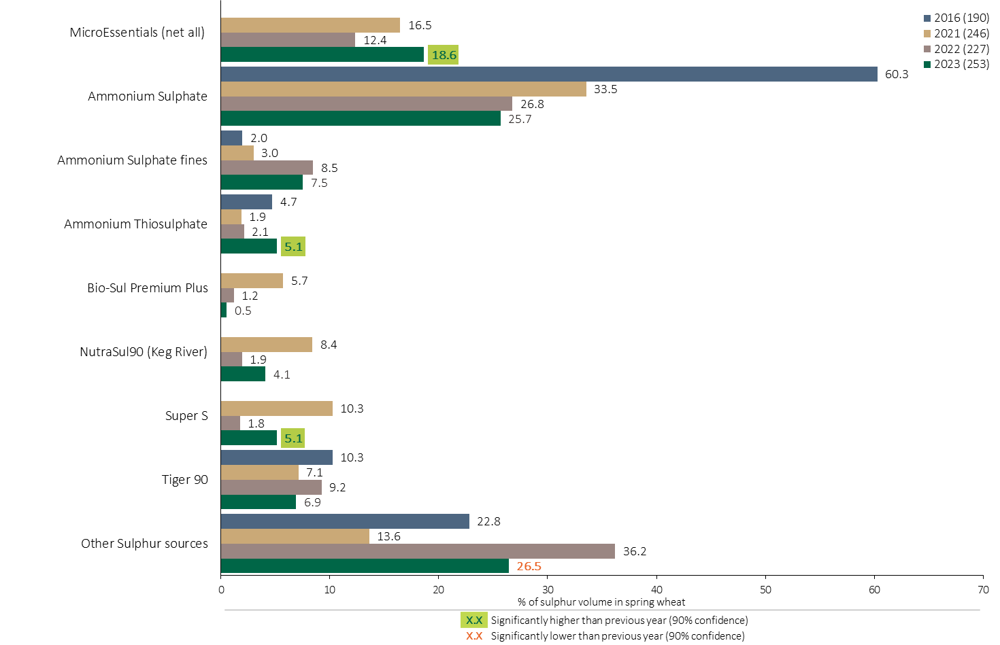 2016 (190)
2021 (246)
2022 (227)
2023 (253)
MicroEssentials (net all)
16.5
12.4
18.6
Ammonium Sulphate
60.3
33.5
26.8
25.7
Ammonium Sulphate fines
2.0
3.0
8.5
7.5
Ammonium Thiosulphate
4.7
1.9
2.1
5.1
Bio-Sul Premium Plus
5.7
1.2
0.5
NutraSul90 (Keg River)
8.4
1.9
4.1
Super S
10.3
1.8
5.1
Tiger 90
10.3
7.1
9.2
6.9
Other Sulphur sources
22.8
13.6
36.2
26.5
0 10 20 30 40 50 60 70
% of sulphur volume in spring wheat
X.X Significantly higher than previous year (90% confidence)
X.X Significantly lower than previous year (90% confidence)